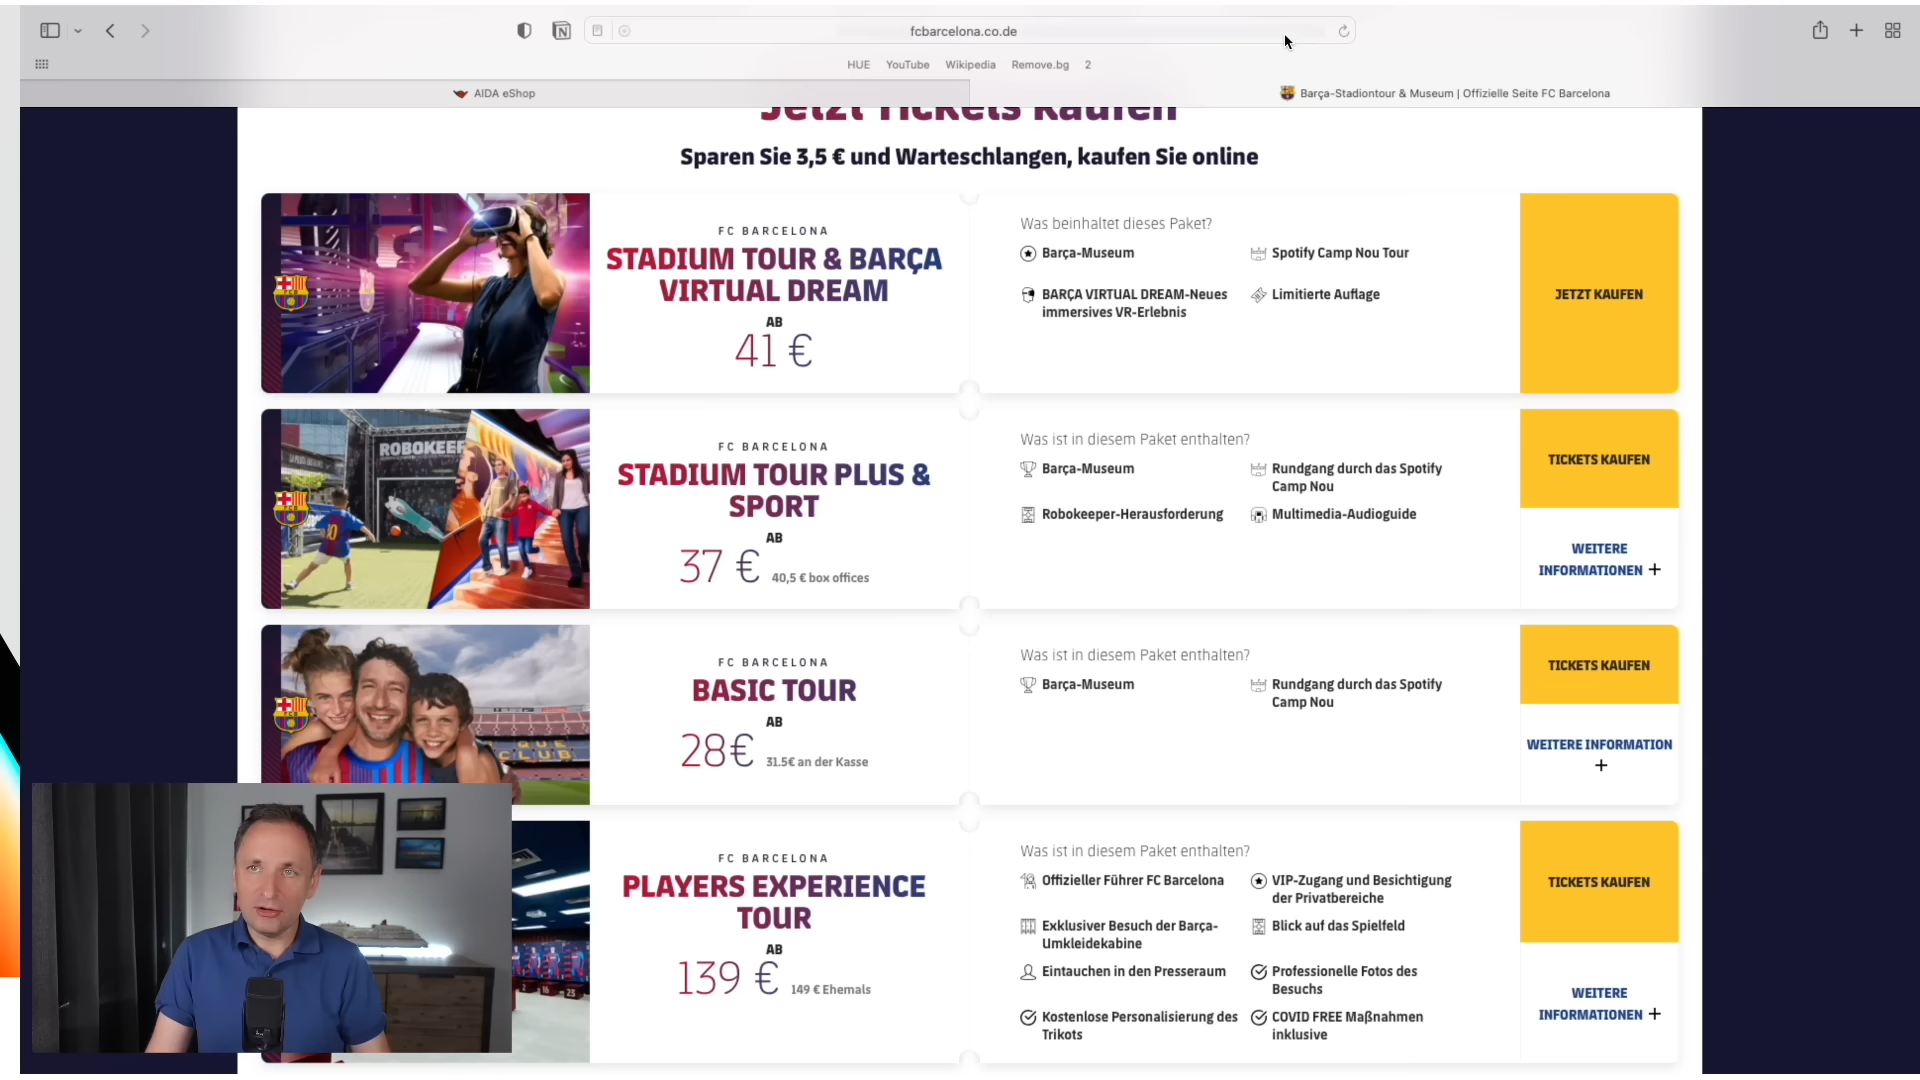 fcbarcelona.co.de
HUE YouTube Wikipedia Remove.bg 2
AIDA eShop
Barça-Stadiontour & Museum | Offizielle Seite FC Barcelona
Jetzt Tickets kaufen
Sparen Sie 3,5 € und Warteschlangen, kaufen Sie online
FC BARCELONA
STADIUM TOUR & BARÇA
VIRTUAL DREAM
AB
41 €
Was beinhaltet dieses Paket?
Barça-Museum
Spotify Camp Nou Tour
BARÇA VIRTUAL DREAM-Neues
immersives VR-Erlebnis
Limitierte Auflage
JETZT KAUFEN
ROBOKEEP
FC BARCELONA
STADIUM TOUR PLUS &
SPORT
AB
37 € 40,5 € box offices
Was ist in diesem Paket enthalten?
Barça-Museum
Rundgang durch das Spotify
Camp Nou
Robokeeper-Herausforderung
Multimedia-Audioguide
TICKETS KAUFEN
WEITERE
INFORMATIONEN +
QUE
CLUB
FC BARCELONA
BASIC TOUR
AB
28€ 31.5€ an der Kasse
Was ist in diesem Paket enthalten?
Barça-Museum
Rundgang durch das Spotify
Camp Nou
TICKETS KAUFEN
WEITERE INFORMATION
+
FC BARCELONA
PLAYERS EXPERIENCE
TOUR
AB
139 € 149 € Ehemals
Was ist in diesem Paket enthalten?
Offizieller Führer FC Barcelona
VIP-Zugang und Besichtigung
der Privatbereiche
Exklusiver Besuch der Barça-
Umkleidekabine
Blick auf das Spielfeld
Eintauchen in den Presseraum
Professionelle Fotos des
Besuchs
Kostenlose Personalisierung des
Trikots
COVID FREE Maßnahmen
inklusive
TICKETS KAUFEN
WEITERE
INFORMATIONEN +